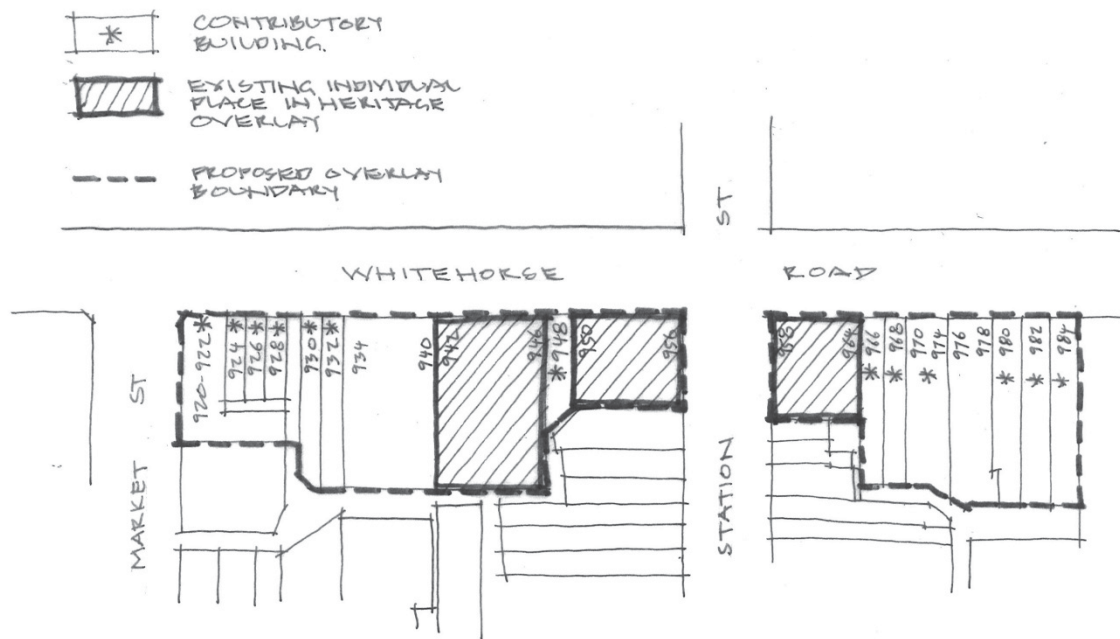 *
CONTRIBUTORY
BUILDING.
EXISTING INDIVIDUAL
PLACE IN HERITAGE
OVERLAY
PROPOSED OVERLAY
BOUNDARY
ST
WHITEHORSE ROAD
920-922*
924*
926*
928*
930*
932*
934
940
942
946
*948
950
956
958
964
*966
*968
970
*974
976
978
*980
*982
*984
MARKET ST
STATION